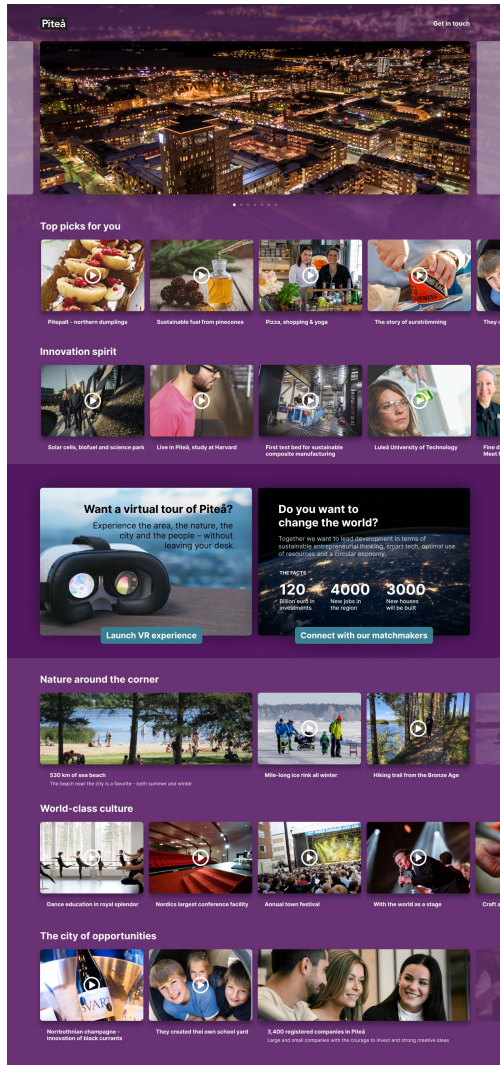 Piteå
Get in touch
Top picks for you
Pitepalt - northern dumplings
Sustainable fuel from pinecones
Pizza, shopping & yoga
The story of surströmming
They c
Innovation spirit
Solar cells, biofuel and science park
Live in Piteå, study at Harvard
First test bed for sustainable
composite manufacturing
Luleå University of Technology
Fine d
Meet l
Want a virtual tour of Piteå?
Experience the area, the nature, the
city and the people – without
leaving your desk
Launch VR experience
Do you want to
change the world?
Together we want to lead development in terms of
sustainable entrepreneurial thinking, smart tech, optimal use
of resources and a circular economy.
THE FACTS
120
Billion euro in
investments
4000
New jobs in
the region
3000
New houses
will be built
Connect with our matchmakers
Nature around the corner
530 km of sea beach
The beach near the city is a favorite - both summer and winter
Mile-long ice rink all winter
Hiking trail from the Bronze Age
World-class culture
Dance education in royal splendor
Nordics largest conference facility
Annual town festival
With the world as a stage
Craft a
The city of opportunities
SVART
Norrbothnian champagne -
innovation of black currants
They created thei own school yard
3,400 registered companies in Piteå
Large and small companies with the courage to invest and strong creative ideas